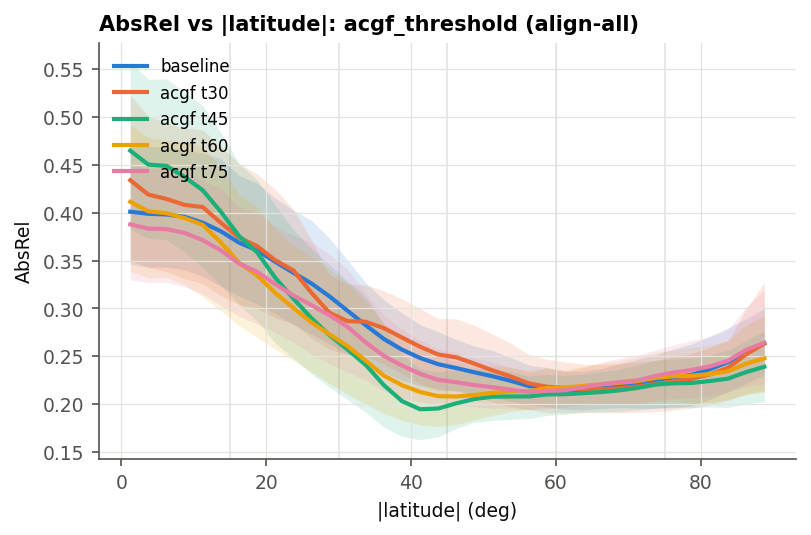 AbsRel vs |latitude|: acgf_threshold (align-all)
baseline
acgf t30
acgf t45
acgf t60
acgf t75
AbsRel
0.55
0.50
0.45
0.40
0.35
0.30
0.25
0.20
0.15
0
20
40
60
80
|latitude| (deg)